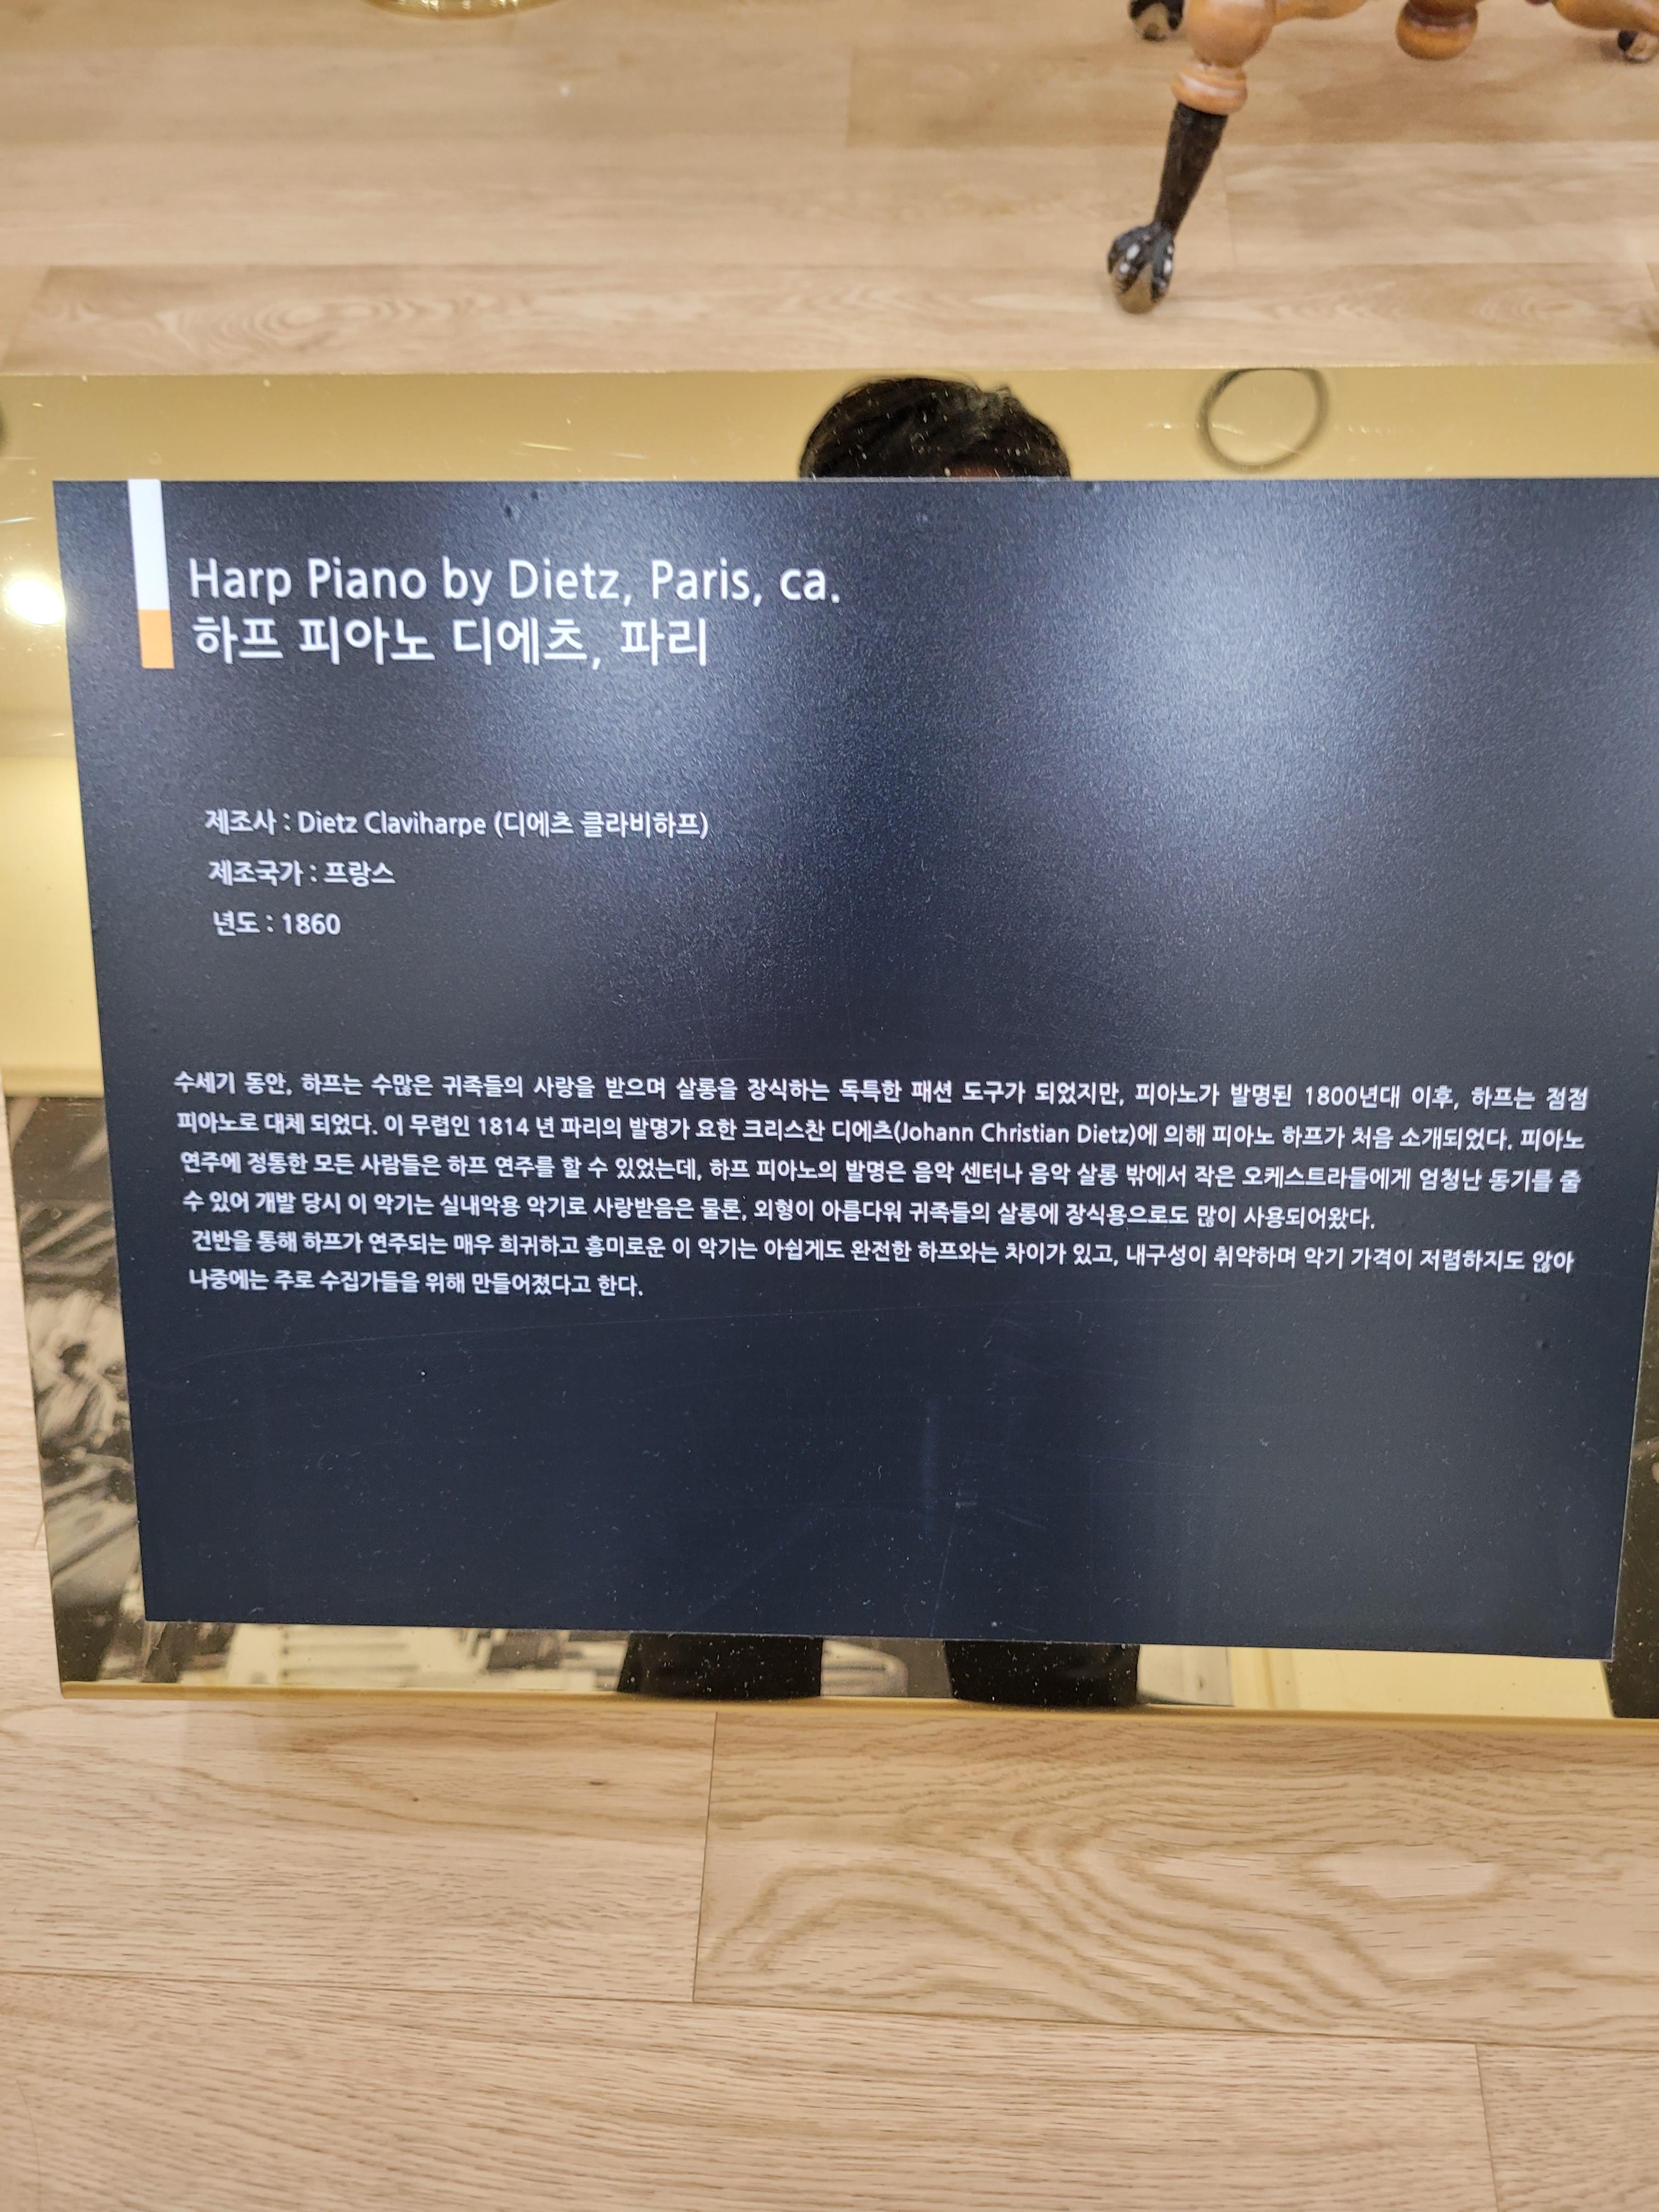 Harp Piano by Dietz, Paris, ca.
하프 피아노 디에츠, 파리
제조사 : Dietz Claviharpe (디에츠 클라비하프)
제조국가 : 프랑스
년도 : 1860
수세기 동안, 하프는 수많은 귀족들의 사랑을 받으며 살롱을 장식하는 독특한 패션 도구가 되었지만, 피아노가 발명된 1800년대 이후, 하프는 점점
피아노로 대체 되었다. 이 무렵인 1814 년 파리의 발명가 요한 크리스찬 디에츠(Johann Christian Dietz)에 의해 피아노 하프가 처음 소개되었다. 피아노
연주에 정통한 모든 사람들은 하프 연주를 할 수 있었는데, 하프 피아노의 발명은 음악 센터나 음악 살롱 밖에서 작은 오케스트라들에게 엄청난 동기를 줄
수 있어 개발 당시 이 악기는 실내악용 악기로 사랑받음은 물론, 외형이 아름다워 귀족들의 살롱에 장식용으로도 많이 사용되어왔다.
건반을 통해 하프가 연주되는 매우 희귀하고 흥미로운 이 악기는 아쉽게도 완전한 하프와는 차이가 있고, 내구성이 취약하며 악기 가격이 저렴하지도 않아
나중에는 주로 수집가들을 위해 만들어졌다고 한다.